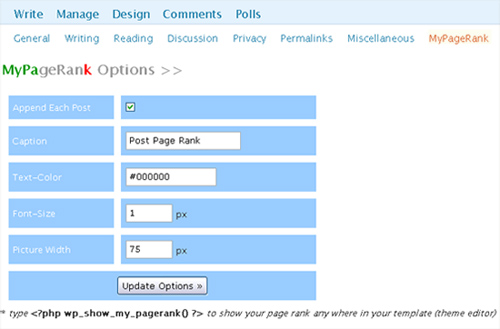 Write Manage Design Comments Polls
General Writing Reading Discussion Privacy Permalinks Miscellaneous MyPageRank
MyPageRank Options >>
Append Each Post
Caption Post Page Rank
Text-Color #000000
Font-Size 1 px
Picture Width 75 px
Update Options »
* type <?php wp_show_my_pagerank() ?> to show your page rank any where in your template (theme editor)